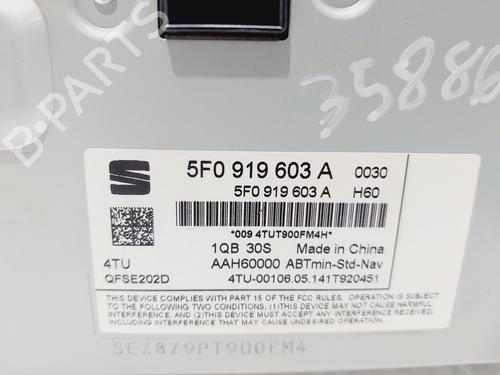 B-PARTS
35886
5F0 919 603 A 0030
5F0 919 603 A H60
*009 4TUT900FM4H*
1QB 30S Made in China
4TU AAH60000 ABTmin-Std-Nav
QFSE202D 4TU-00106.05.141T920451
THIS DEVICE COMPLIES WITH PART 15 OF THE FCC RULES. OPERATION IS SUBJECT
TO THE FOLLOWING TWO CONDITIONS: (1) THIS DEVICE MAY NOT CAUSE HARMFUL
INTERFERENCE, AND (2) THIS DEVICE MUST ACCEPT ANY INTERFERENCE RECEIVED,
INCLUDING INTERFERENCE THAT MAY CAUSE UNDESIRED OPERATION.
SEZ8Z9PT900FM4